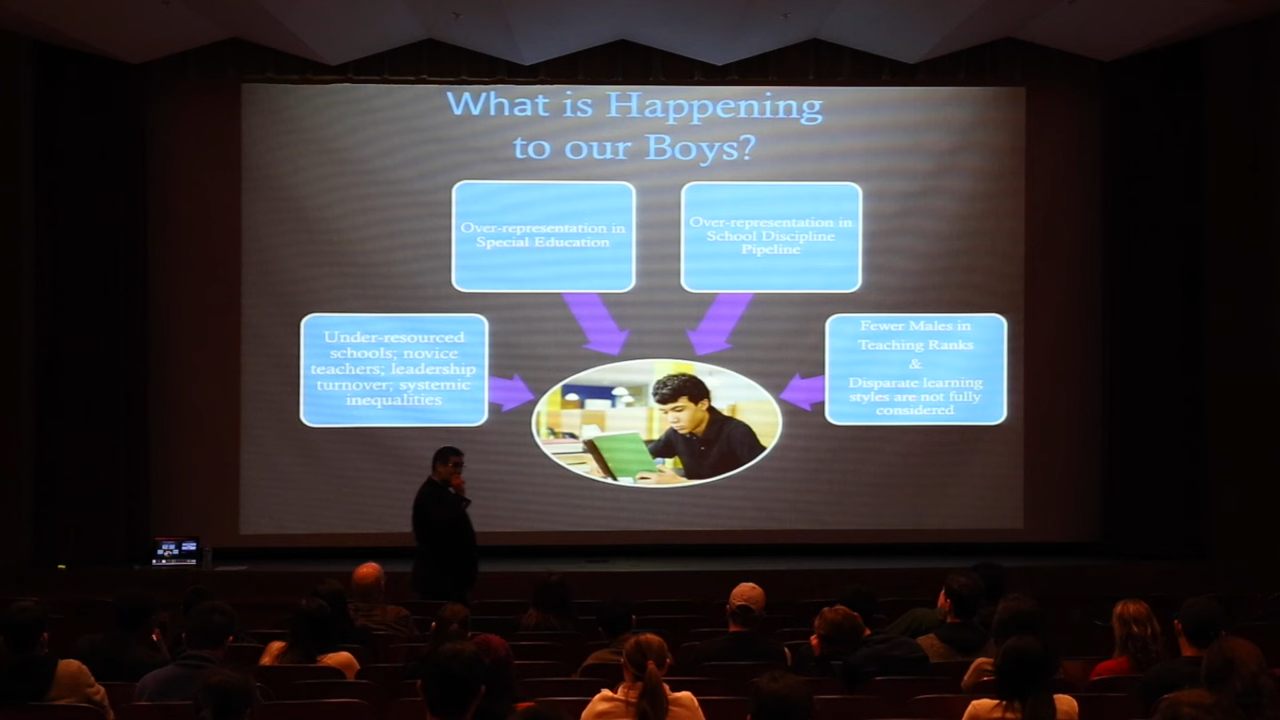 What is Happening
to our Boys?
Over-representation in
Special Education
Over-representation in
School Discipline
Pipeline
Under-resourced
schools; novice
teachers; leadership
turnover; systemic
inequalities
Fewer Males in
Teaching Ranks
&
Disparate learning
styles are not fully
considered